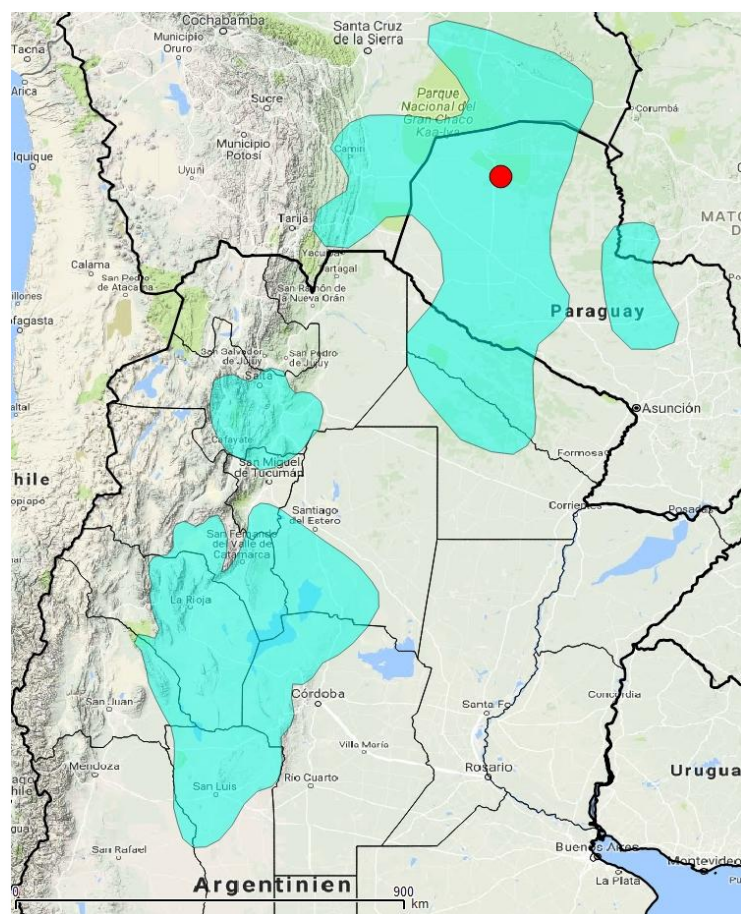 Cochabamba
Santa Cruz
de la Sierra
Tacna
Municipio
Oruro
Arica
Parque
Nacional del
Gran Chaco
Kaa-Iya
Corumbá
Sucre
Municipio
Potosí
Camiri
Iquique
Uyuni
Tarija
MATO
Yacuiba
Calama
San Pedro
de Atacama
Tartagal
San Ramón de
la Nueva Orán
Paraguay
San Salvador
de Jujuy
San Pedro
de Jujuy
Salta
Asunción
Cafayate
Formosa
San Miguel
de Tucumán
hile
Corrientes
Posadas
Santiago
del Estero
San Fernando
del Valle de
Catamarca
La Rioja
San Juan
Córdoba
Santa Fe
Concordia
Villa María
Mendoza
Rosario
Río Cuarto
Urugua
San Luis
San Rafael
Buenos Aires
Montevideo
La Plata
Argentinien
0
900
km